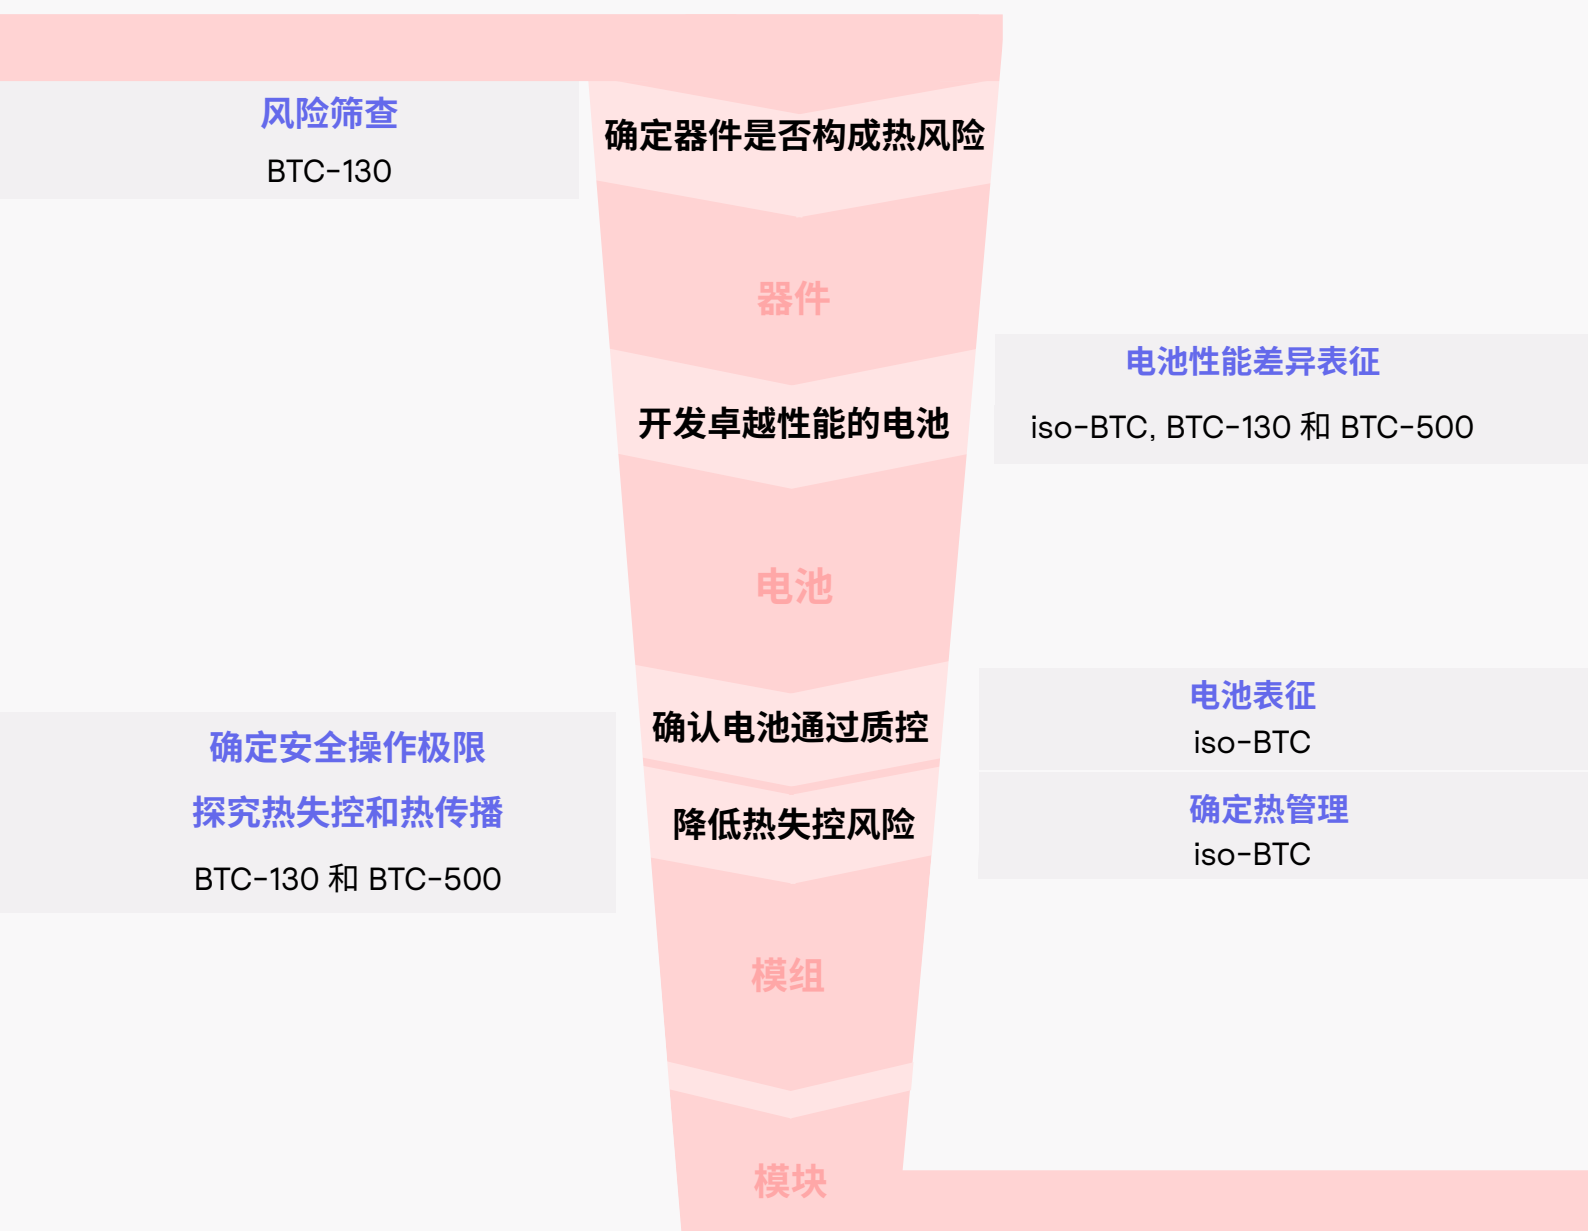 风险筛查
BTC-130
确定器件是否构成热风险
器件
电池性能差异表征
iso-BTC, BTC-130 和 BTC-500
开发卓越性能的电池
电池
确认电池通过质控
电池表征
iso-BTC
确定安全操作极限
探究热失控和热传播
BTC-130 和 BTC-500
降低热失控风险
确定热管理
iso-BTC
模组
模块